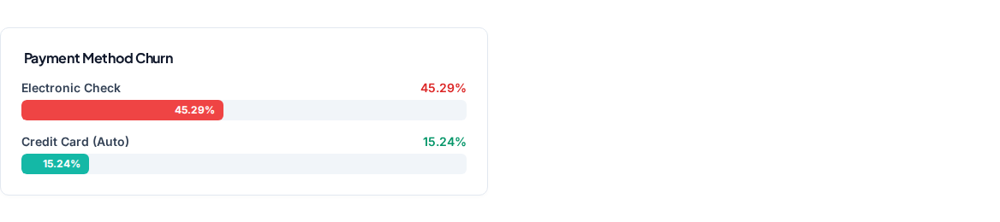 Payment Method Churn
Electronic Check 45.29%
45.29%
Credit Card (Auto) 15.24%
15.24%